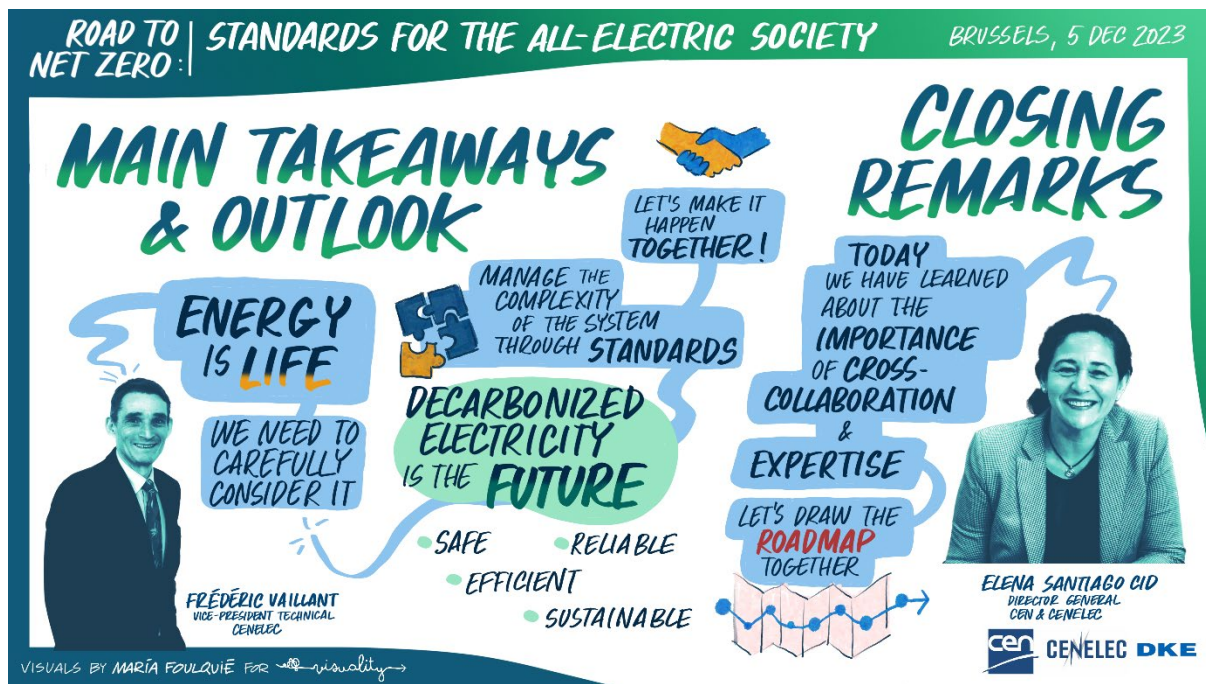 ROAD TO
NET ZERO:
STANDARDS FOR THE ALL-ELECTRIC SOCIETY
BRUSSELS, 5 DEC 2023
MAIN TAKEAWAYS
& OUTLOOK
ENERGY
IS LIFE
WE NEED TO
CAREFULLY
CONSIDER IT
FRÉDÉRIC VAILLANT
VICE-PRESIDENT TECHNICAL
CENELEC
LET'S MAKE IT
HAPPEN
TOGETHER!
MANAGE THE
COMPLEXITY
OF THE SYSTEM
THROUGH STANDARDS
DECARBONIZED
ELECTRICITY
IS THE FUTURE
SAFE
RELIABLE
EFFICIENT
SUSTAINABLE
CLOSING
REMARKS
TODAY
WE HAVE LEARNED
ABOUT THE
IMPORTANCE
OF CROSS-
COLLABORATION
&
EXPERTISE
LET'S DRAW THE
ROADMAP
TOGETHER
ELENA SANTIAGO CID
DIRECTOR GENERAL
CEN & CENELEC
cen CENELEC DKE
VISUALS BY MARÍA FOULQUIÉ FOR visuality